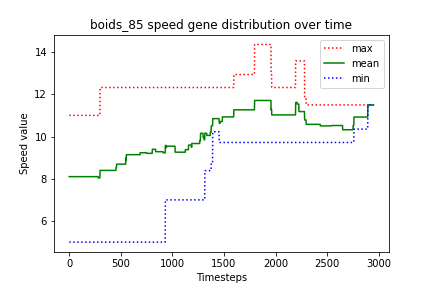 boids_85 speed gene distribution over time
max
mean
min
Speed value
14
12
10
8
6
0
500
1000
1500
2000
2500
3000
Timesteps